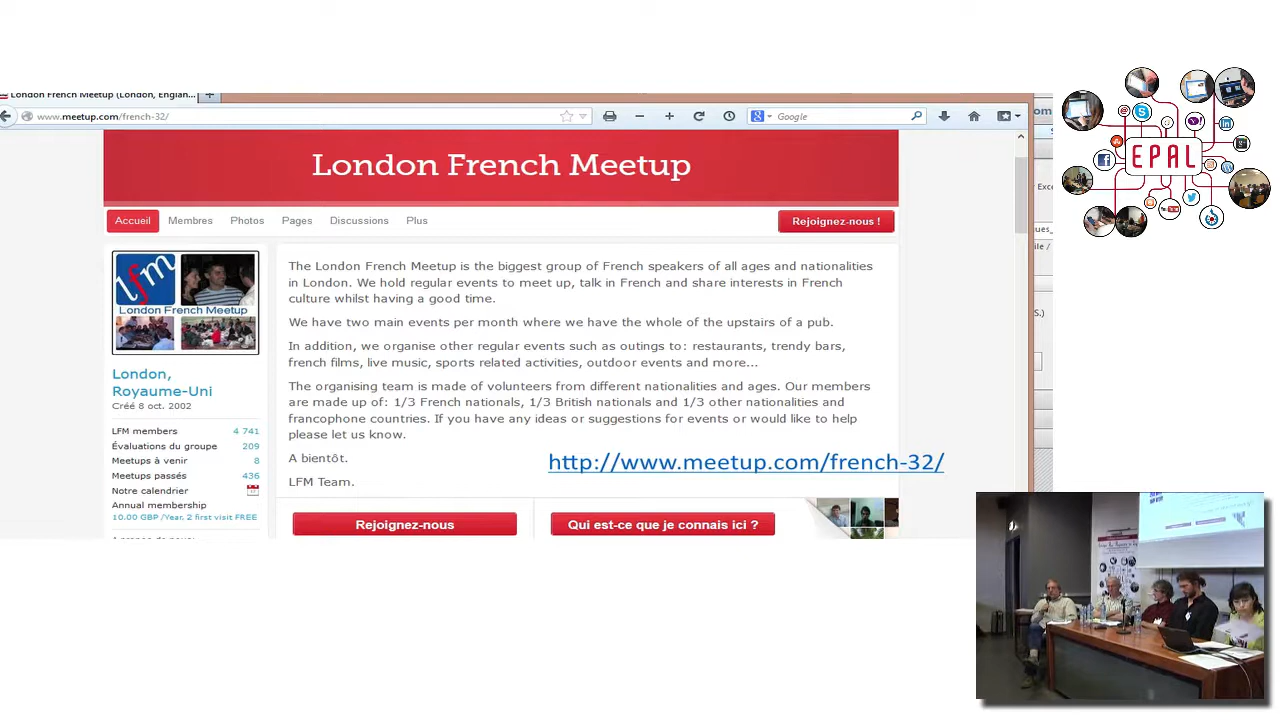 London French Meetup (London, Englan...
www.meetup.com/french-32/
Google
London French Meetup
Accueil Membres Photos Pages Discussions Plus
Rejoignez-nous !
lfm
London French Meetup
London,
Royaume-Uni
Créé 8 oct. 2002
LFM members 4 741
Évaluations du groupe 209
Meetups à venir 8
Meetups passés 436
Notre calendrier
Annual membership
10.00 GBP /Year, 2 first visit FREE
The London French Meetup is the biggest group of French speakers of all ages and nationalities
in London. We hold regular events to meet up, talk in French and share interests in French
culture whilst having a good time.
We have two main events per month where we have the whole of the upstairs of a pub.
In addition, we organise other regular events such as outings to: restaurants, trendy bars,
french films, live music, sports related activities, outdoor events and more...
The organising team is made of volunteers from different nationalities and ages. Our members
are made up of: 1/3 French nationals, 1/3 British nationals and 1/3 other nationalities and
francophone countries. If you have any ideas or suggestions for events or would like to help
please let us know.
A bientôt.
LFM Team.
http://www.meetup.com/french-32/
Rejoignez-nous
Qui est-ce que je connais ici ?
EPAL